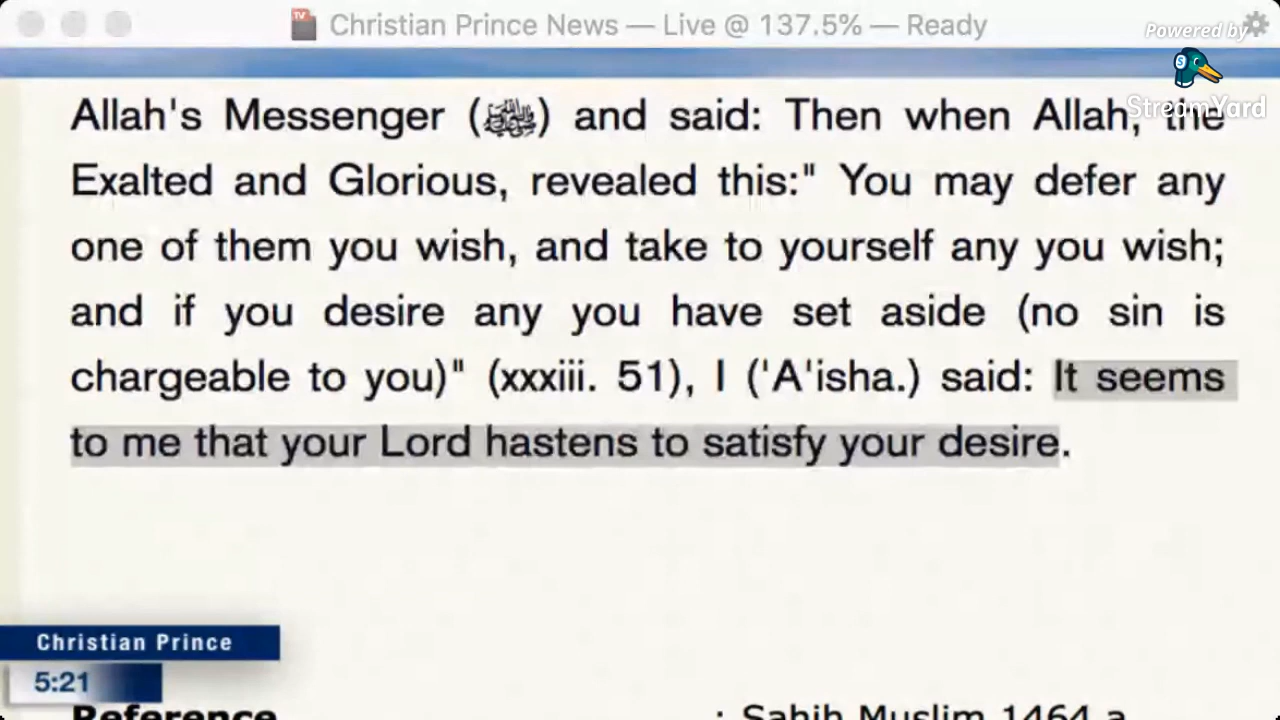 Christian Prince News — Live @ 137.5% — Ready
Powered by
StreamYard
Allah's Messenger (ﷺ) and said: Then when Allah, the
Exalted and Glorious, revealed this:" You may defer any
one of them you wish, and take to yourself any you wish;
and if you desire any you have set aside (no sin is
chargeable to you)" (xxxiii. 51), I ('A'isha.) said: It seems
to me that your Lord hastens to satisfy your desire.
Christian Prince
5:21
Reference : Sahih Muslim 1464 a